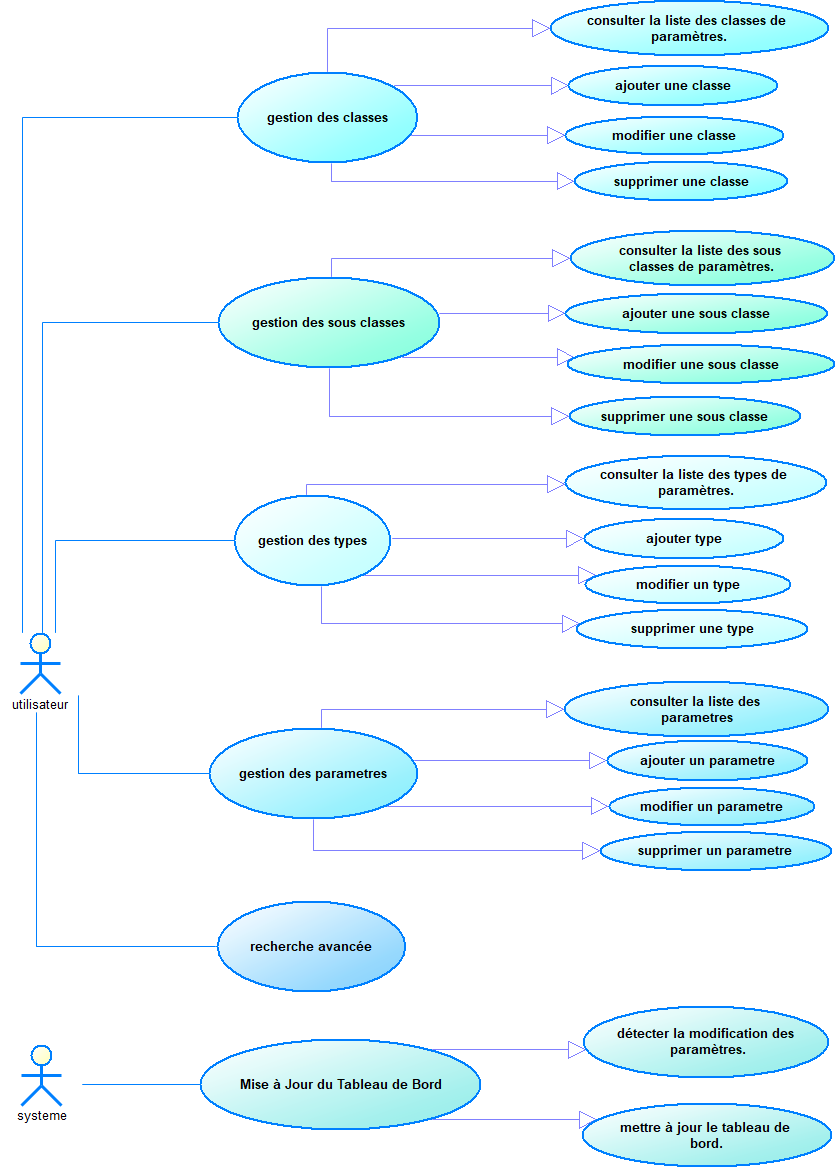 consulter la liste des classes de
paramètres.
ajouter une classe
gestion des classes
modifier une classe
supprimer une classe
consulter la liste des sous
classes de paramètres.
ajouter une sous classe
gestion des sous classes
modifier une sous classe
supprimer une sous classe
consulter la liste des types de
paramètres.
ajouter type
gestion des types
modifier un type
supprimer une type
utilisateur
consulter la liste des
parametres
ajouter un parametre
gestion des parametres
modifier un parametre
supprimer un parametre
recherche avancée
détecter la modification des
paramètres.
Mise à Jour du Tableau de Bord
systeme
mettre à jour le tableau de
bord.